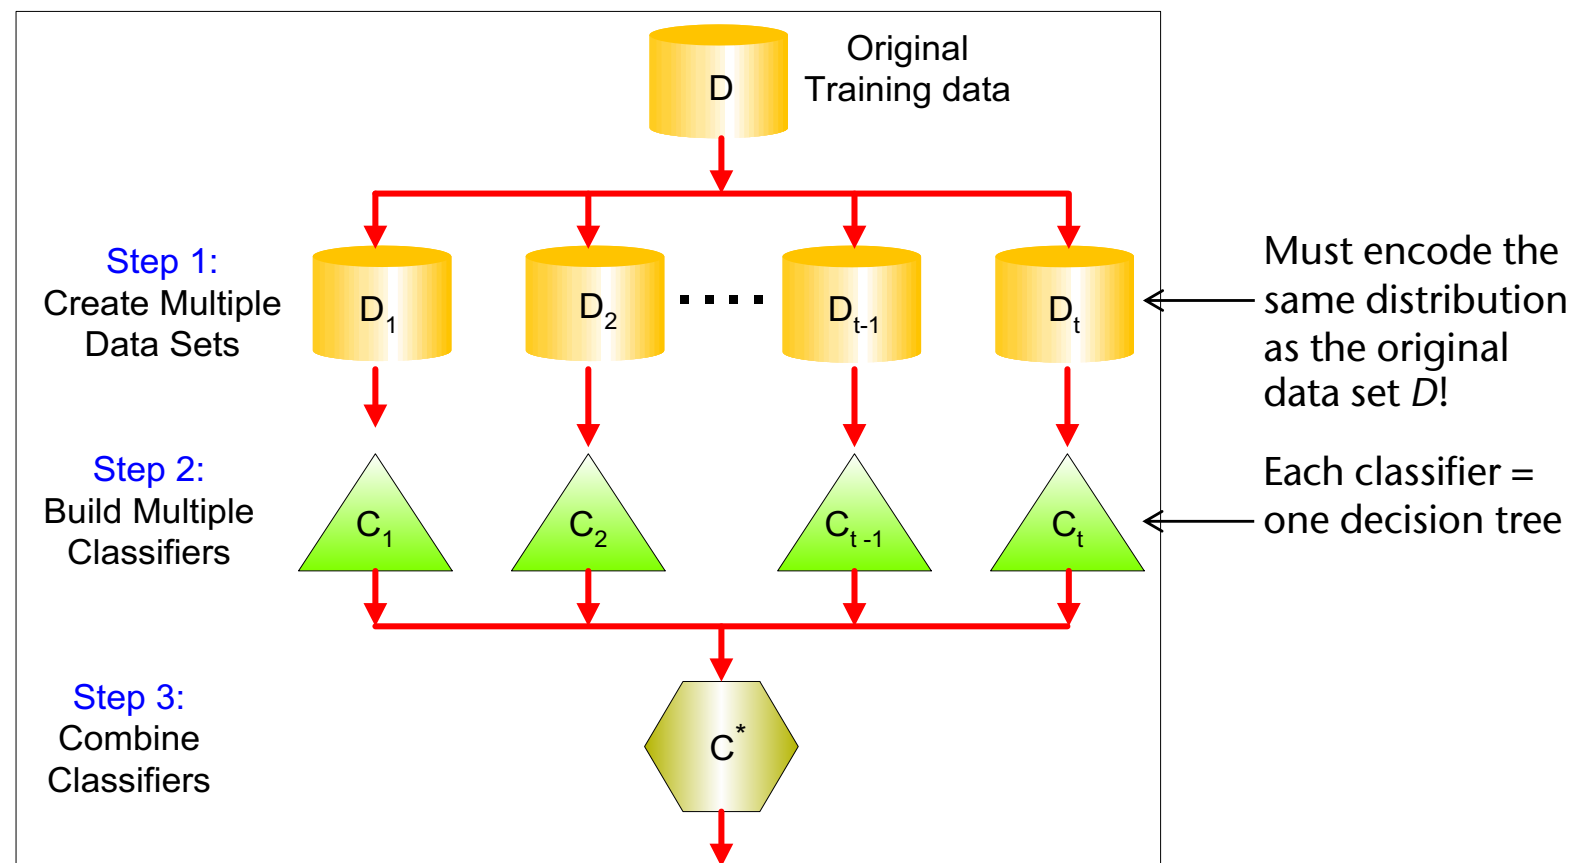 D
Original
Training data
Step 1:
Create Multiple
Data Sets
D1
D2
....
Dt-1
Dt
Must encode the
same distribution
as the original
data set D!
Step 2:
Build Multiple
Classifiers
C1
C2
Ct -1
Ct
Each classifier =
one decision tree
Step 3:
Combine
Classifiers
C*